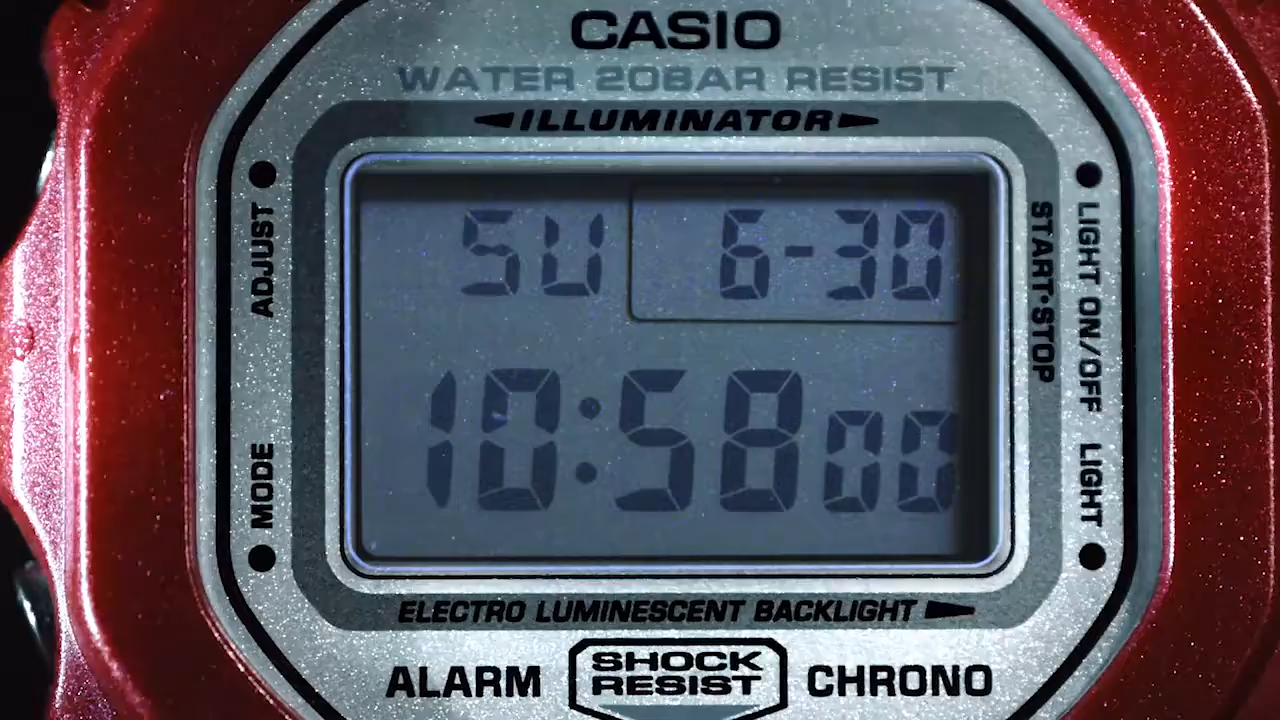 CASIO
WATER 20BAR RESIST
ILLUMINATOR
ADJUST
MODE
SU 6-30
10:58 00
START•STOP
LIGHT ON/OFF
LIGHT
ELECTRO LUMINESCENT BACKLIGHT
ALARM
SHOCK
RESIST
CHRONO